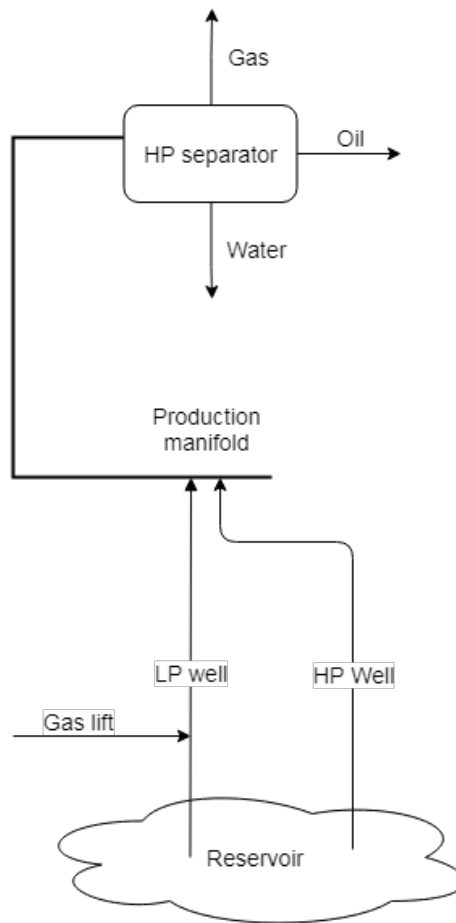 Gas
HP separator
Oil
Water
Production
manifold
LP well
HP Well
Gas lift
Reservoir